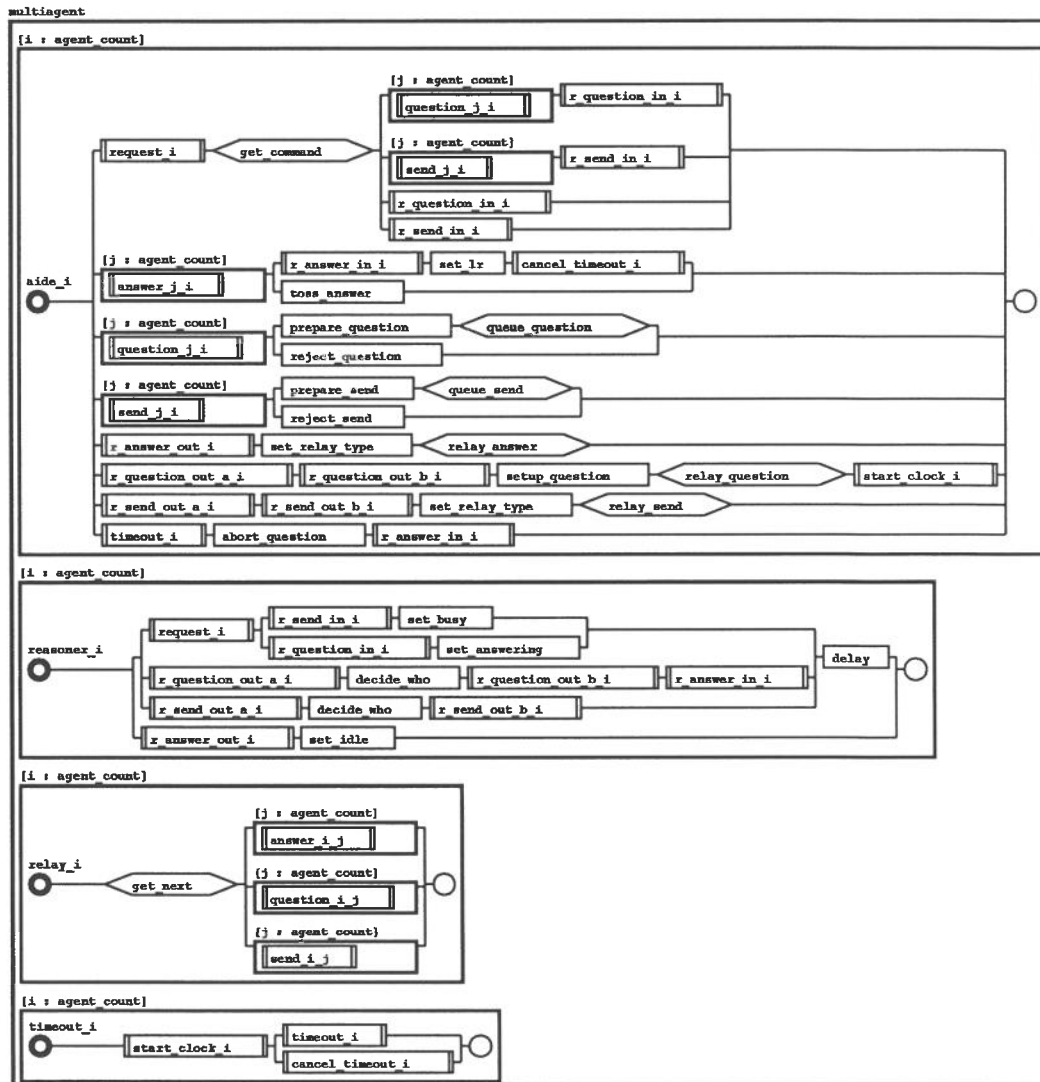 multiagent
[i : agent_count]
[j : agent_count]
question_j_i r_question_in_i
[j : agent_count]
request_i get_command send_j_i r_send_in_i
r_question_in_i
r_send_in_i
[j : agent_count]
r_answer_in_i set_lr cancel_timeout_i
aide_i answer_j_i toss_answer
[j : agent_count]
prepare_question queue_question
question_j_i reject_question
[j : agent_count]
prepare_send queue_send
send_j_i reject_send
r_answer_out_i set_relay_type relay_answer
r_question_out_a_i r_question_out_b_i setup_question relay_question start_clock_i
r_send_out_a_i r_send_out_b_i set_relay_type relay_send
timeout_i abort_question r_answer_in_i
[i : agent_count]
r_send_in_i set_busy
request_i
reasoner_i r_question_in_i set_answering delay
r_question_out_a_i decide_who r_question_out_b_i r_answer_in_i
r_send_out_a_i decide_who r_send_out_b_i
r_answer_out_i set_idle
[i : agent_count]
[j : agent_count]
answer_i_j
relay_i [j : agent_count]
get_next question_i_j
[j : agent_count]
send_i_j
[i : agent_count]
timeout_i
start_clock_i timeout_i
cancel_timeout_i